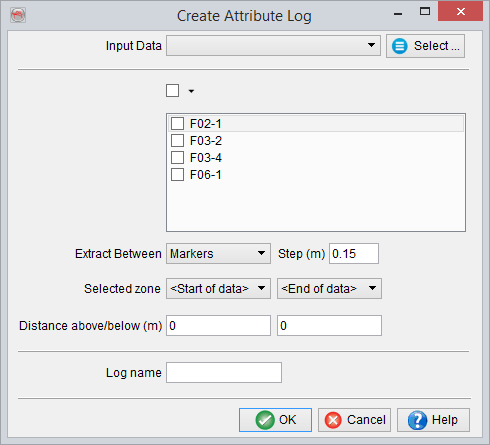 Create Attribute Log
Input Data Select ...
F02-1
F03-2
F03-4
F06-1
Extract Between Markers Step (m) 0.15
Selected zone <Start of data> <End of data>
Distance above/below (m) 0 0
Log name
OK Cancel Help